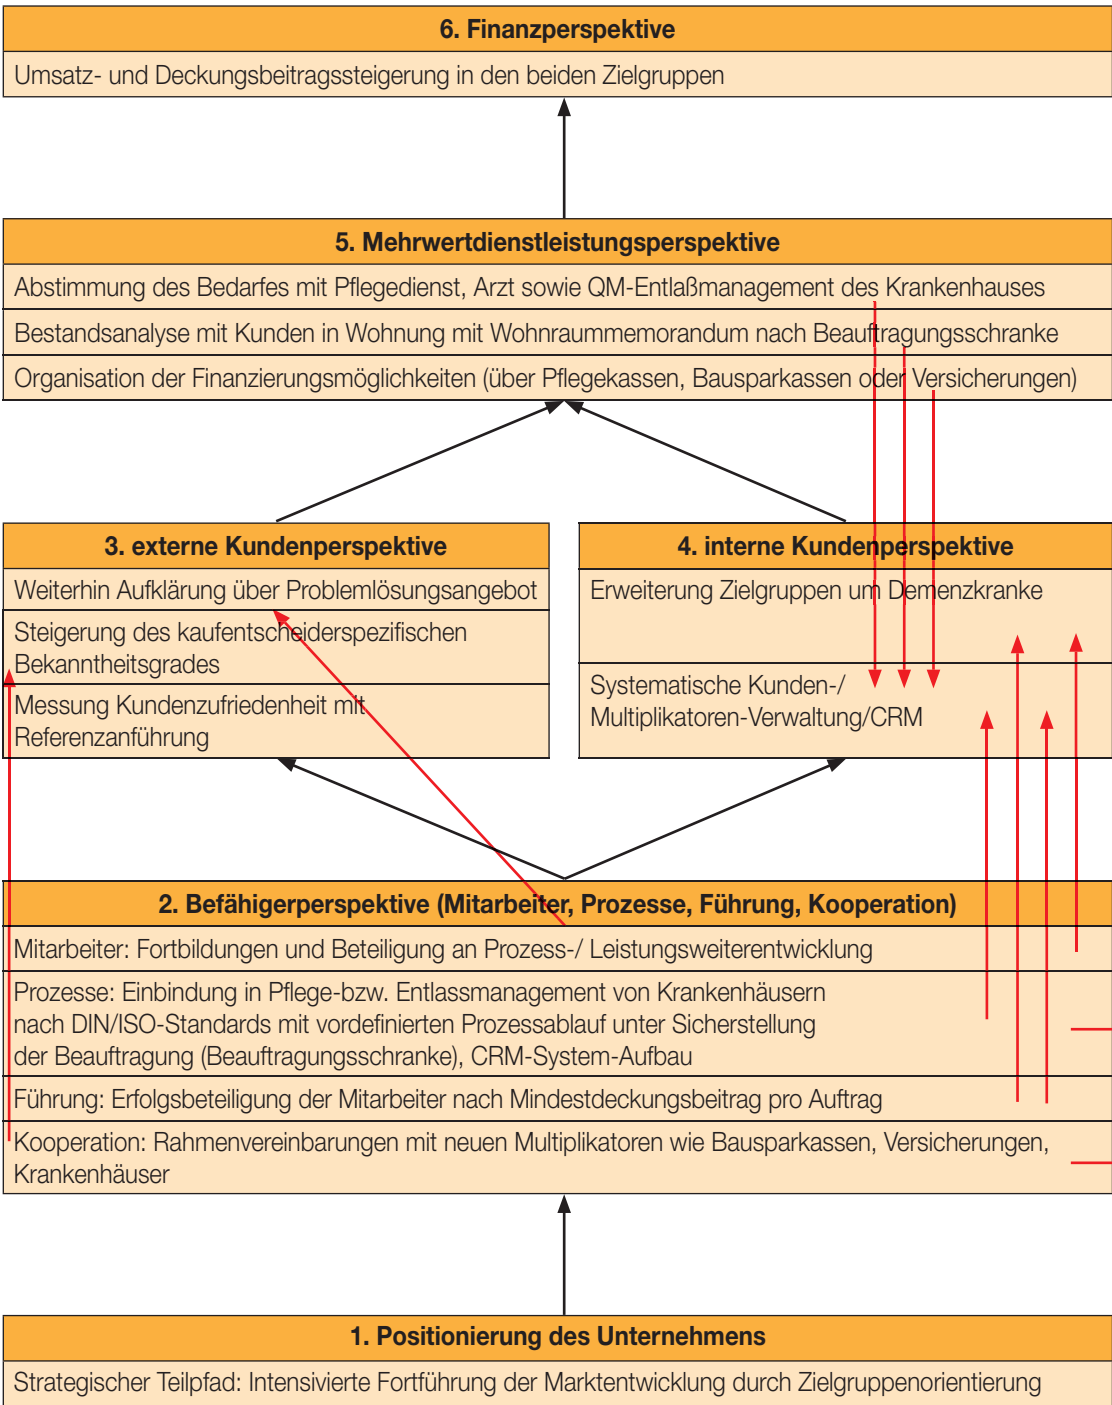 6. Finanzperspektive
Umsatz- und Deckungsbeitragssteigerung in den beiden Zielgruppen
5. Mehrwertdienstleistungsperspektive
Abstimmung des Bedarfes mit Pflegedienst, Arzt sowie QM-Entlaßmanagement des Krankenhauses
Bestandsanalyse mit Kunden in Wohnung mit Wohnraummemorandum nach Beauftragungsschranke
Organisation der Finanzierungsmöglichkeiten (über Pflegekassen, Bausparkassen oder Versicherungen)
3. externe Kundenperspektive
Weiterhin Aufklärung über Problemlösungsangebot
Steigerung des kaufentscheiderspezifischen
Bekanntheitsgrades
Messung Kundenzufriedenheit mit
Referenzanführung
4. interne Kundenperspektive
Erweiterung Zielgruppen um Demenzkranke
Systematische Kunden-/
Multiplikatoren-Verwaltung/CRM
2. Befähigerperspektive (Mitarbeiter, Prozesse, Führung, Kooperation)
Mitarbeiter: Fortbildungen und Beteiligung an Prozess-/ Leistungsweiterentwicklung
Prozesse: Einbindung in Pflege-bzw. Entlassmanagement von Krankenhäusern
nach DIN/ISO-Standards mit vordefinierten Prozessablauf unter Sicherstellung
der Beauftragung (Beauftragungsschranke), CRM-System-Aufbau
Führung: Erfolgsbeteiligung der Mitarbeiter nach Mindestdeckungsbeitrag pro Auftrag
Kooperation: Rahmenvereinbarungen mit neuen Multiplikatoren wie Bausparkassen, Versicherungen,
Krankenhäuser
1. Positionierung des Unternehmens
Strategischer Teilpfad: Intensivierte Fortführung der Marktentwicklung durch Zielgruppenorientierung